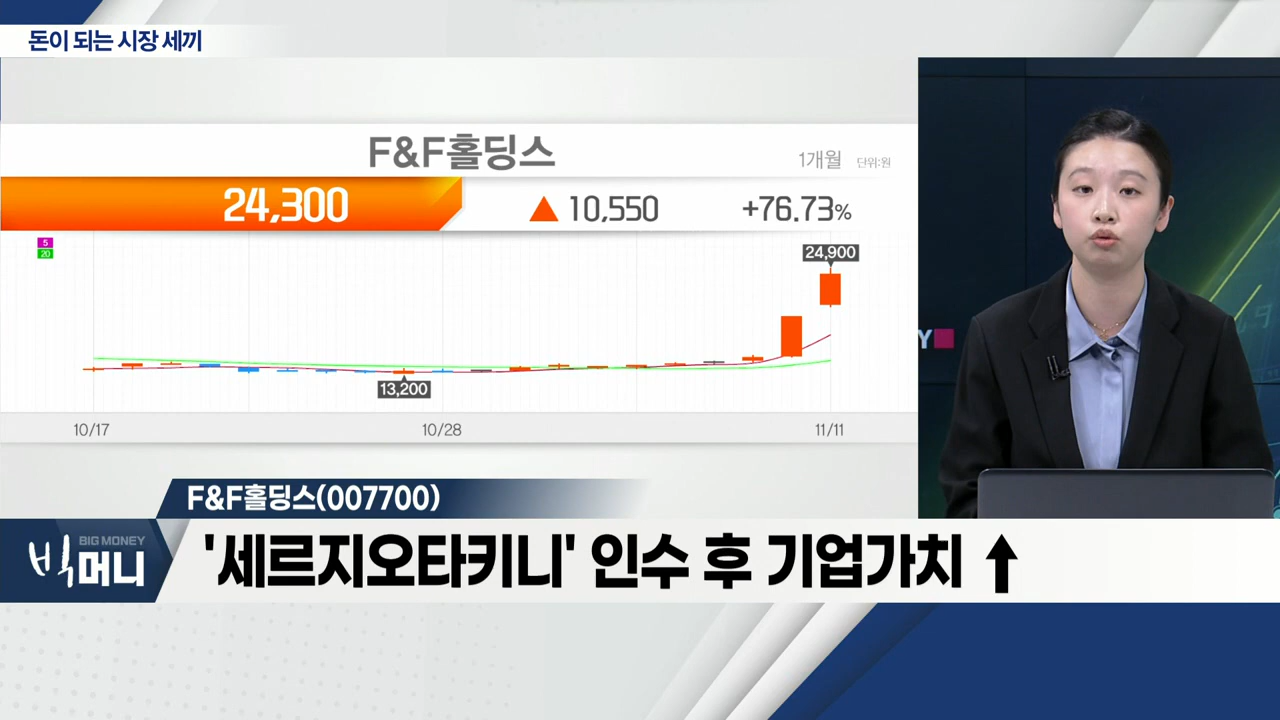 돈이 되는 시장 세끼
F&F홀딩스
1개월 단위:원
24,300 ▲ 10,550 +76.73%
5
20
24,900
13,200
10/17 10/28 11/11
Y
F&F홀딩스(007700)
BIG MONEY
빅머니
'세르지오타키니' 인수 후 기업가치 ↑